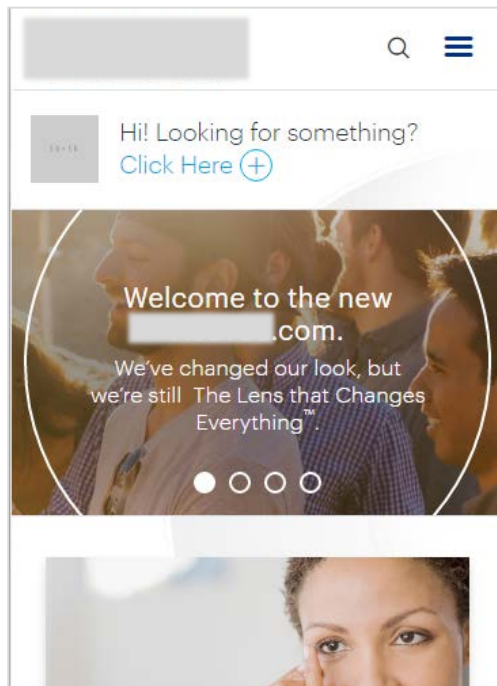 Hi! Looking for something?
Click Here
Welcome to the new
.com.
We've changed our look, but
we're still The Lens that Changes
Everything™.